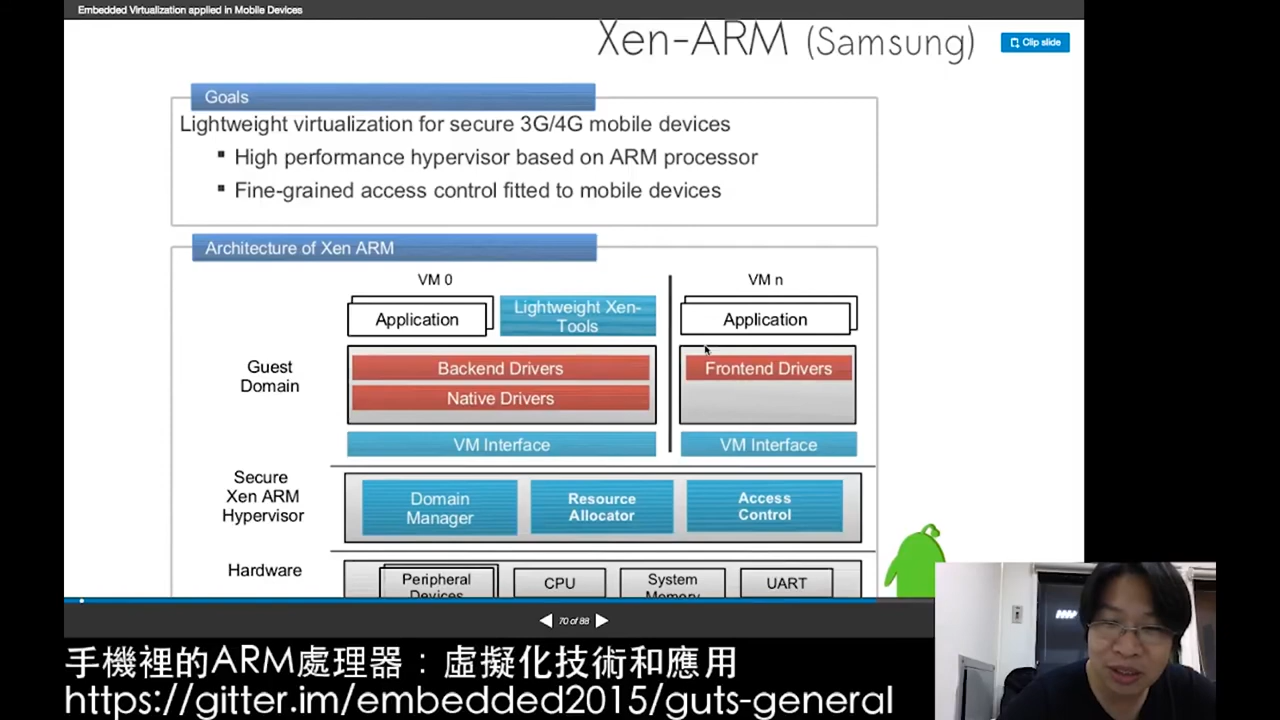 Embedded Virtualization applied in Mobile Devices
Xen-ARM (Samsung)
Clip slide
Goals
Lightweight virtualization for secure 3G/4G mobile devices
▪ High performance hypervisor based on ARM processor
▪ Fine-grained access control fitted to mobile devices
Architecture of Xen ARM
VM 0
VM n
Application
Lightweight Xen-
Tools
Application
Guest
Domain
Backend Drivers
Native Drivers
Frontend Drivers
VM Interface
VM Interface
Secure
Xen ARM
Hypervisor
Domain
Manager
Resource
Allocator
Access
Control
Hardware
Peripheral
Devices
CPU
System
Memory
UART
70 of 88
手機裡的ARM處理器：虛擬化技術和應用
https://gitter.im/embedded2015/guts-general